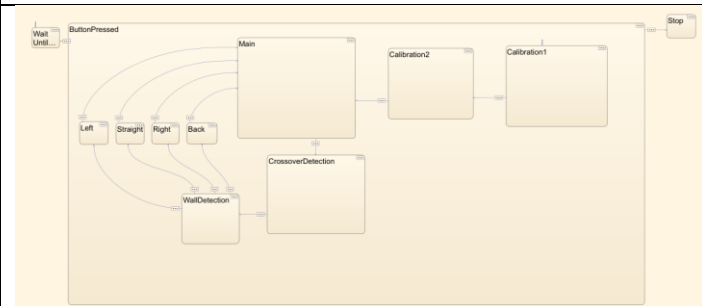 Wait
Until...
ButtonPressed
Stop
Main
Calibration2
Calibration1
Left
Straight
Right
Back
CrossoverDetection
WallDetection